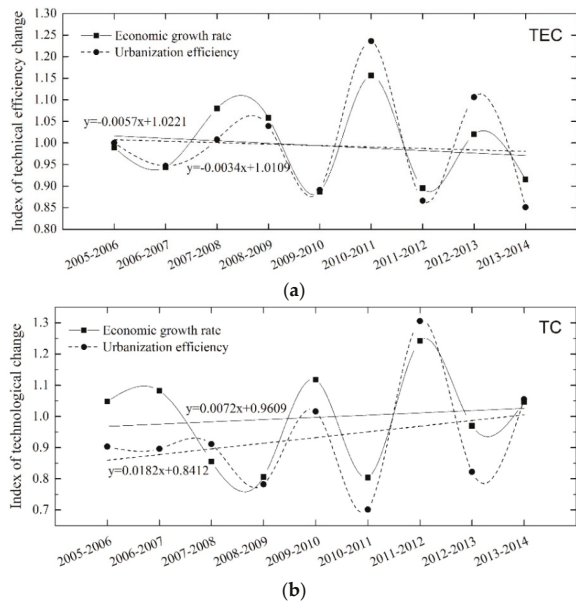 TEC
Economic growth rate
Urbanization efficiency
Index of technical efficiency change
1.30
1.25
1.20
1.15
1.10
1.05
1.00
0.95
0.90
0.85
0.80
y=-0.0057x+1.0221
y=-0.0034x+1.0109
2005-2006
2006-2007
2007-2008
2008-2009
2009-2010
2010-2011
2011-2012
2012-2013
2013-2014
(a)
TC
Economic growth rate
Urbanization efficiency
Index of technological change
1.3
1.2
1.1
1.0
0.9
0.8
0.7
y=0.0072x+0.9609
y=0.0182x+0.8412
2005-2006
2006-2007
2007-2008
2008-2009
2009-2010
2010-2011
2011-2012
2012-2013
2013-2014
(b)